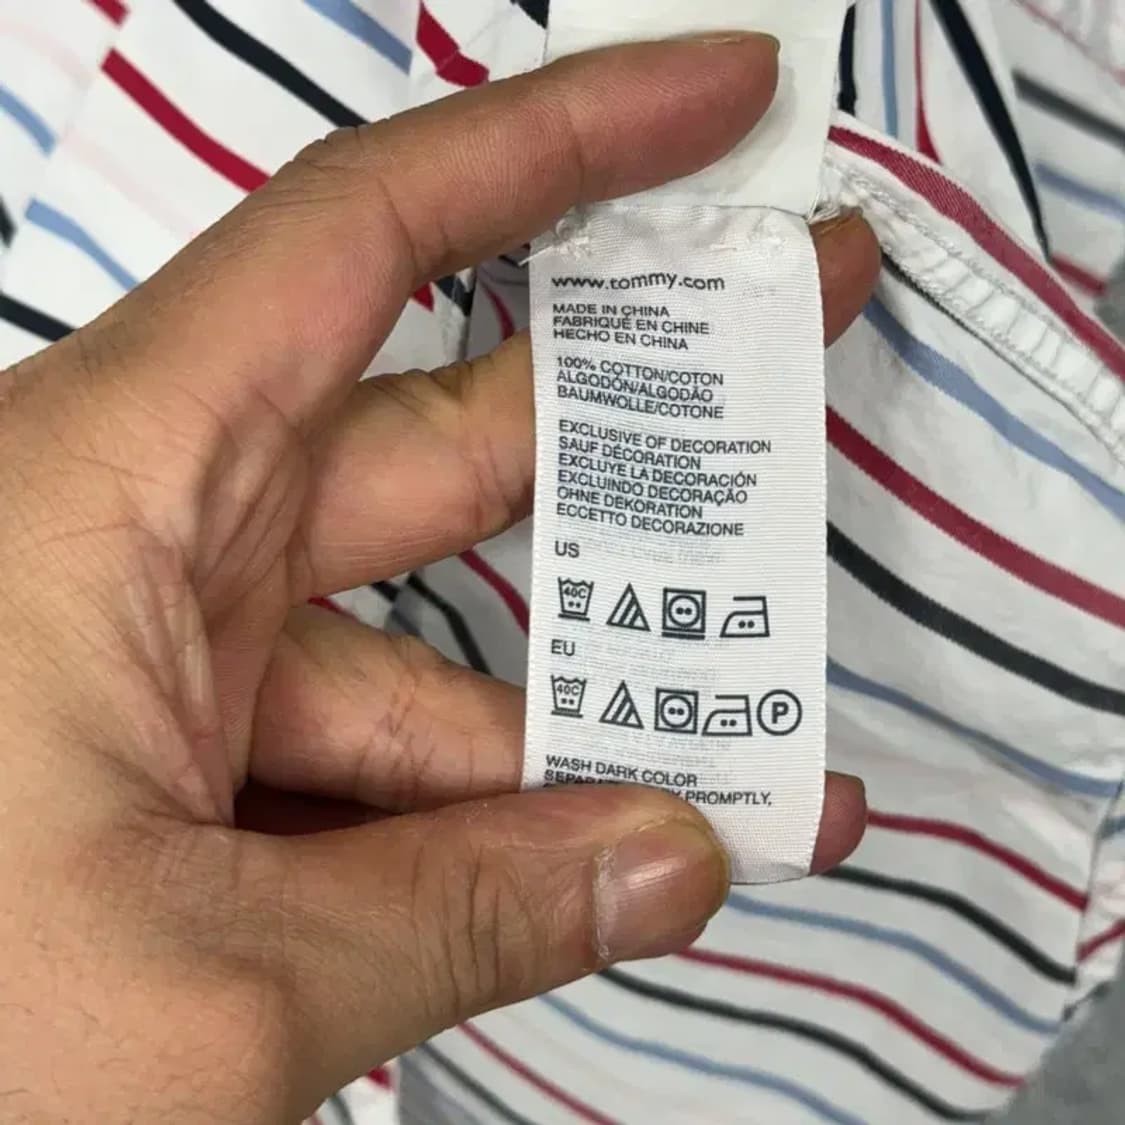 www.tommy.com
MADE IN CHINA
FABRIQUÉ EN CHINE
HECHO EN CHINA
100% COTTON/COTON
ALGODÓN/ALGODÃO
BAUMWOLLE/COTONE
EXCLUSIVE OF DECORATION
SAUF DÉCORATION
EXCLUYE LA DECORACIÓN
EXCLUINDO DECORAÇÃO
OHNE DEKORATION
ECCETTO DECORAZIONE
US
40C
EU
40C
P
WASH DARK COLOR
PROMPTLY,